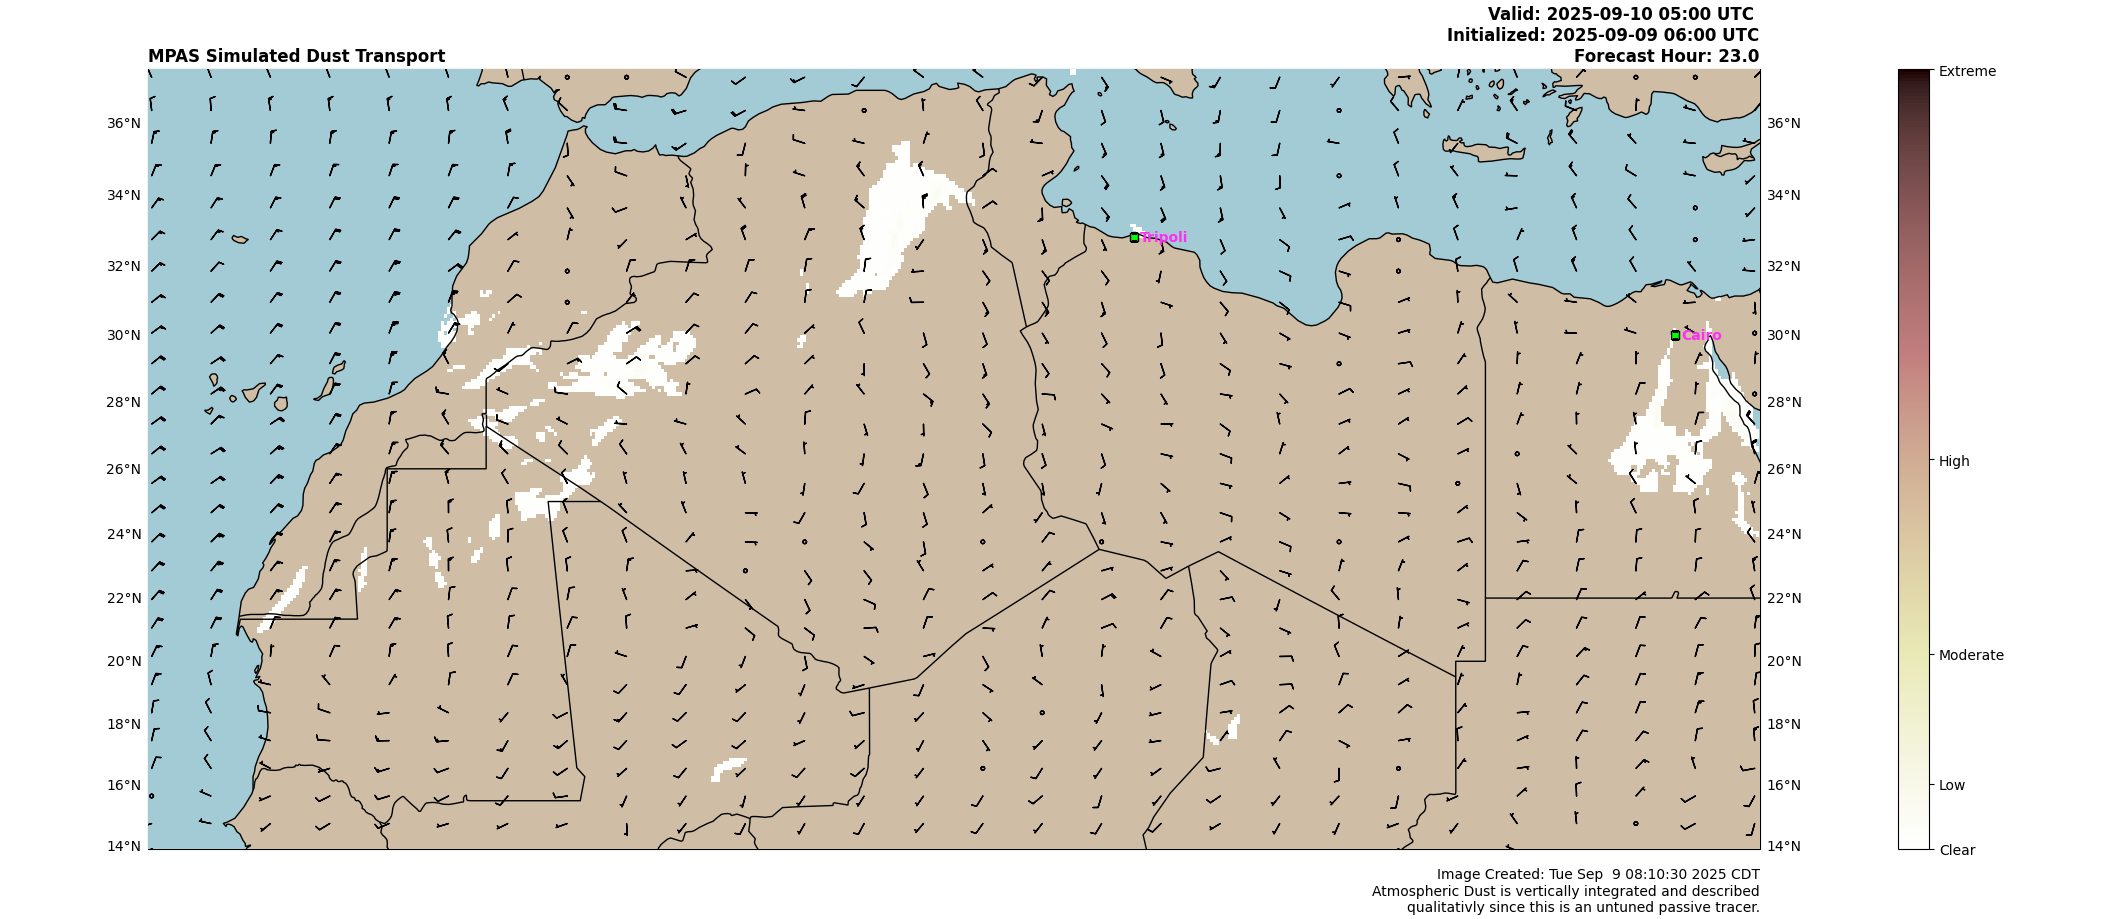 Valid: 2025-09-10 05:00 UTC
Initialized: 2025-09-09 06:00 UTC
MPAS Simulated Dust Transport
Forecast Hour: 23.0
Extreme
36°N
36°N
34°N
34°N
Tripoli
32°N
32°N
30°N
Cairo
30°N
28°N
28°N
26°N
26°N
High
24°N
24°N
22°N
22°N
20°N
20°N
Moderate
18°N
18°N
16°N
16°N
Low
14°N
14°N
Clear
Image Created: Tue Sep  9 08:10:30 2025 CDT
Atmospheric Dust is vertically integrated and described
qualitativly since this is an untuned passive tracer.